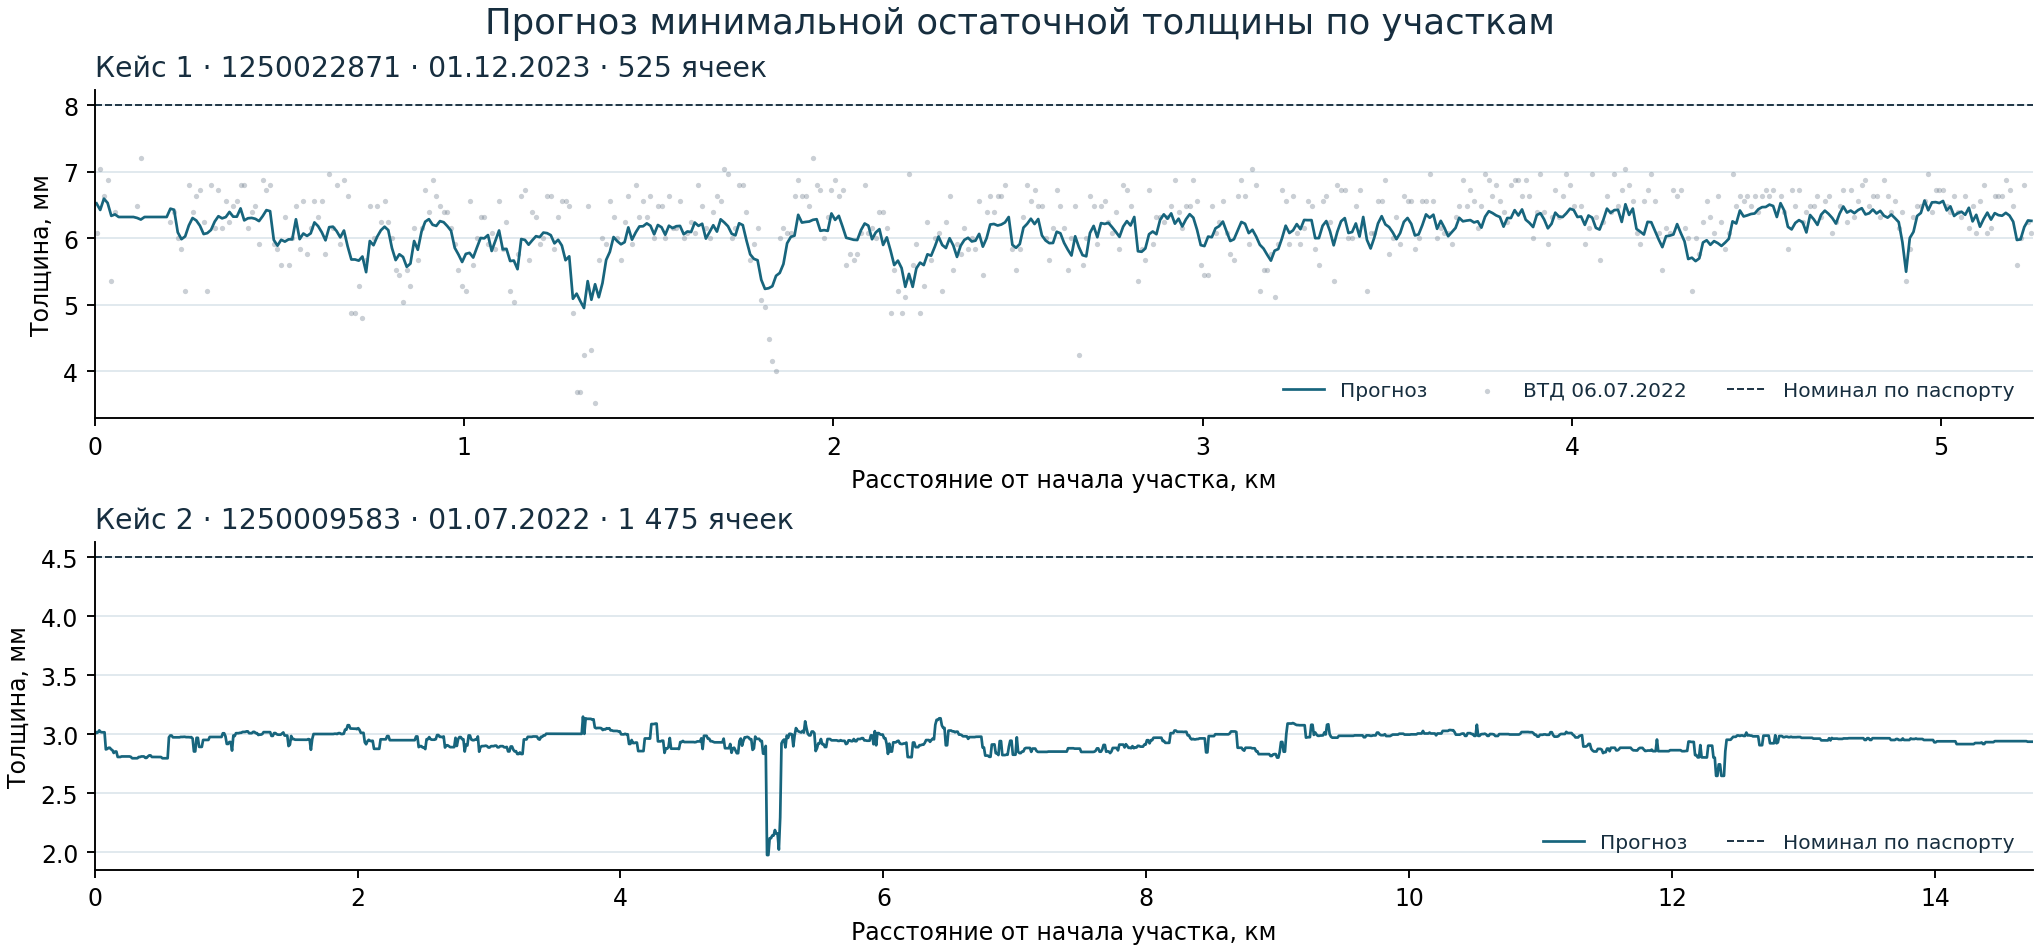 Прогноз минимальной остаточной толщины по участкам
Кейс 1 · 1250022871 · 01.12.2023 · 525 ячеек
Толщина, мм
8
7
6
5
4
Прогноз
ВТД 06.07.2022
Номинал по паспорту
0 1 2 3 4 5
Расстояние от начала участка, км
Кейс 2 · 1250009583 · 01.07.2022 · 1 475 ячеек
Толщина, мм
4.5
4.0
3.5
3.0
2.5
2.0
Прогноз
Номинал по паспорту
0 2 4 6 8 10 12 14
Расстояние от начала участка, км